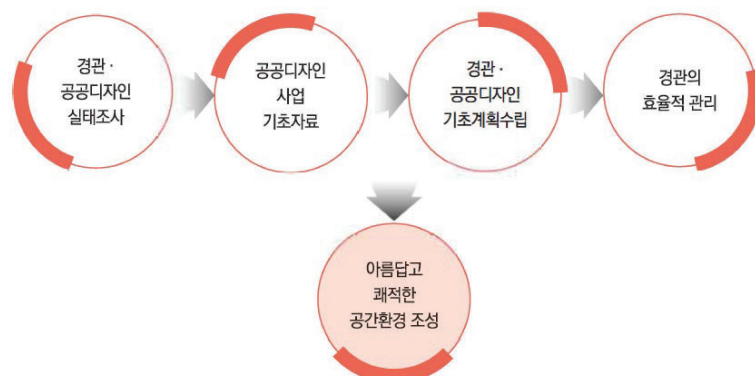 경관 ·
공공디자인
실태조사
공공디자인
사업
기초자료
경관 ·
공공디자인
기초계획수립
경관의
효율적 관리
아름답고
쾌적한
공간환경 조성